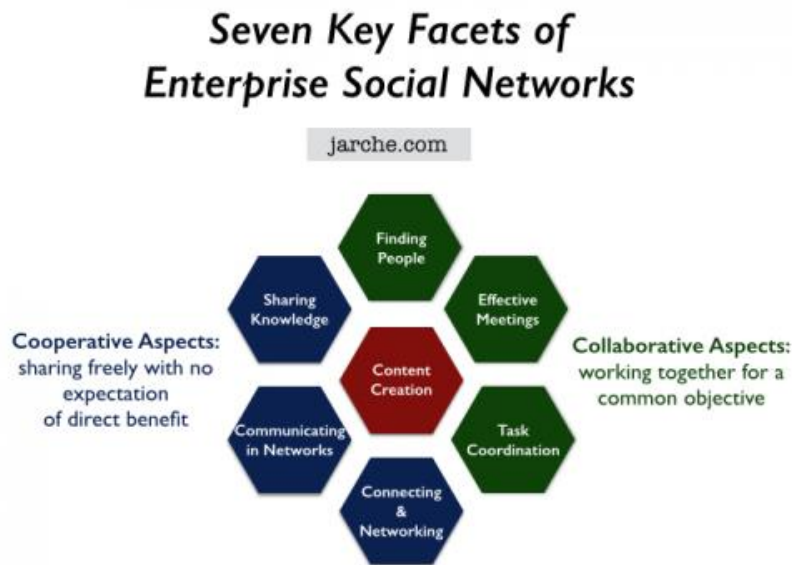 Seven Key Facets of
Enterprise Social Networks
jarche.com
Finding
People
Sharing
Knowledge
Effective
Meetings
Cooperative Aspects:
sharing freely with no
expectation
of direct benefit
Content
Creation
Collaborative Aspects:
working together for a
common objective
Communicating
in Networks
Task
Coordination
Connecting
&
Networking